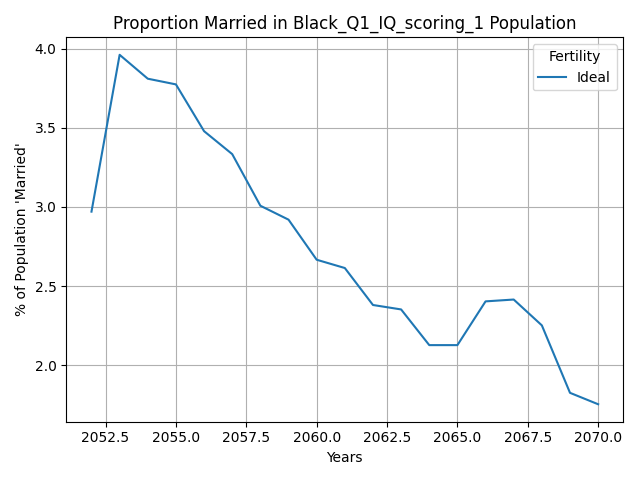 Proportion Married in Black_Q1_IQ_scoring_1 Population
Fertility
Ideal
% of Population 'Married'
4.0
3.5
3.0
2.5
2.0
2052.5 2055.0 2057.5 2060.0 2062.5 2065.0 2067.5 2070.0
Years